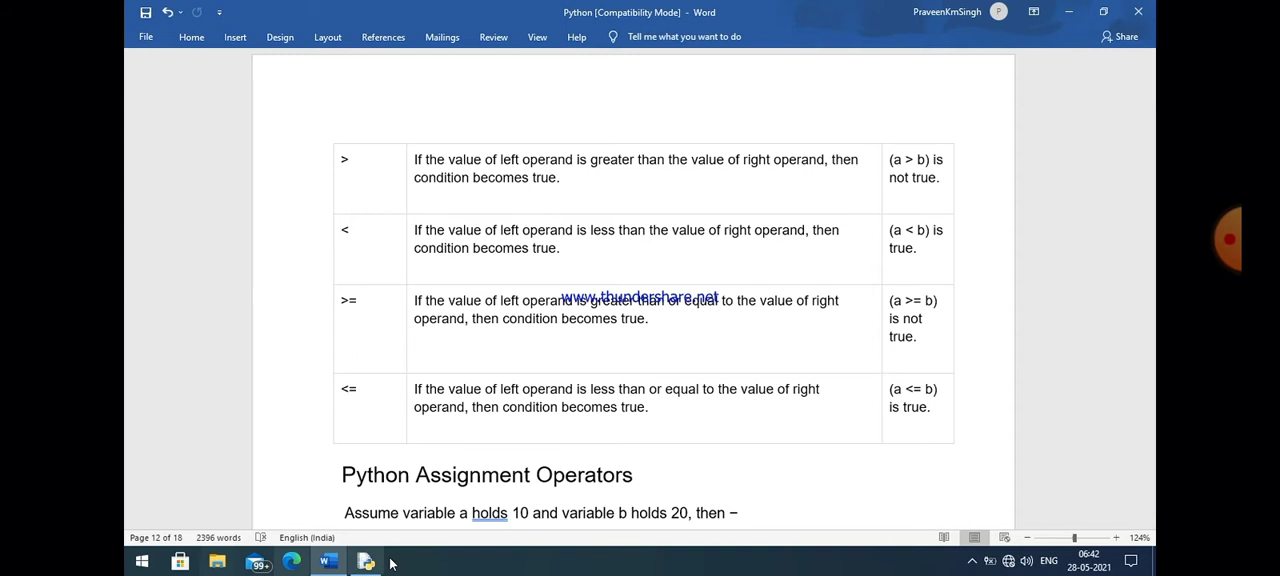 Python [Compatibility Mode] - Word
PraveenKmSingh
P
File Home Insert Design Layout References Mailings Review View Help Tell me what you want to do
Share
> If the value of left operand is greater than the value of right operand, then (a > b) is
condition becomes true. not true.
< If the value of left operand is less than the value of right operand, then (a < b) is
condition becomes true. true.
www.thundershare.net
>= If the value of left operand is greater than or equal to the value of right (a >= b)
operand, then condition becomes true. is not
true.
<= If the value of left operand is less than or equal to the value of right (a <= b)
operand, then condition becomes true. is true.
Python Assignment Operators
Assume variable a holds 10 and variable b holds 20, then −
Page 12 of 18 2396 words English (India) 124%
99+
ENG
06:42
28-05-2021